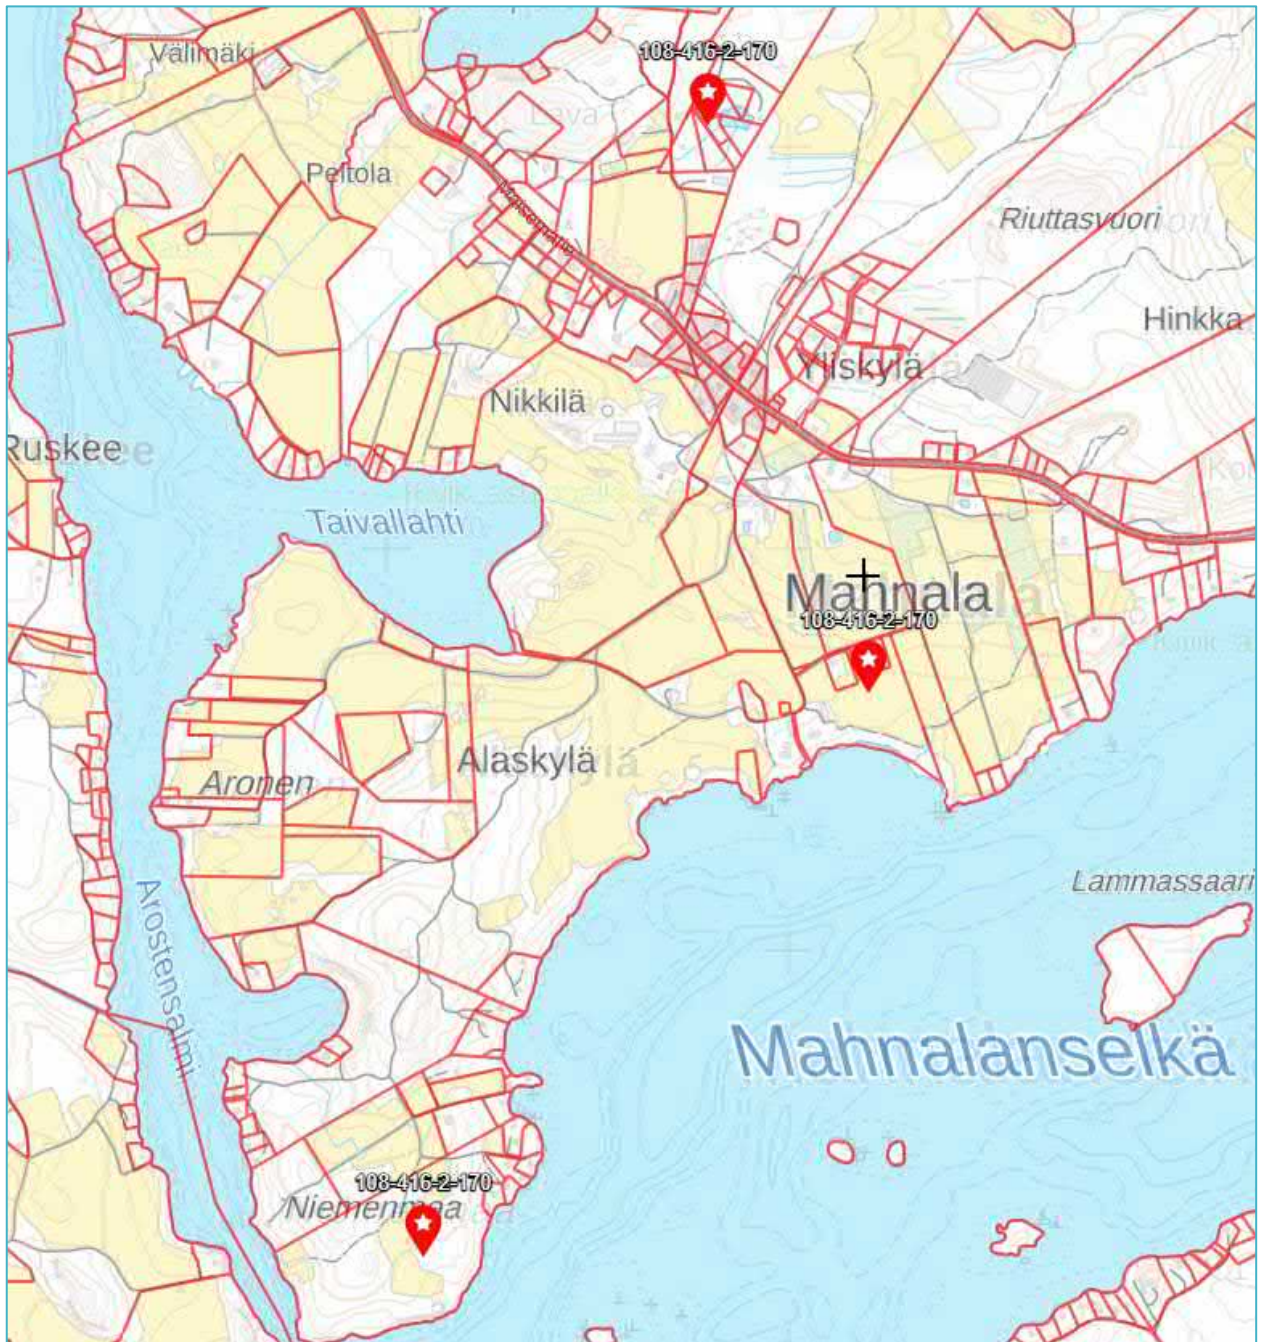 Välimäki
108-416-2-170
Lava
Peltola
Riuttasvuori
Hinkka
Yliskylä
Nikkilä
Ruskee
Taivallahti
Mahnala
108-416-2-170
Alaskylä
Aronen
Lammassaari
Arostensalmi
Mahnalanselkä
108-416-2-170
Niemenmaa